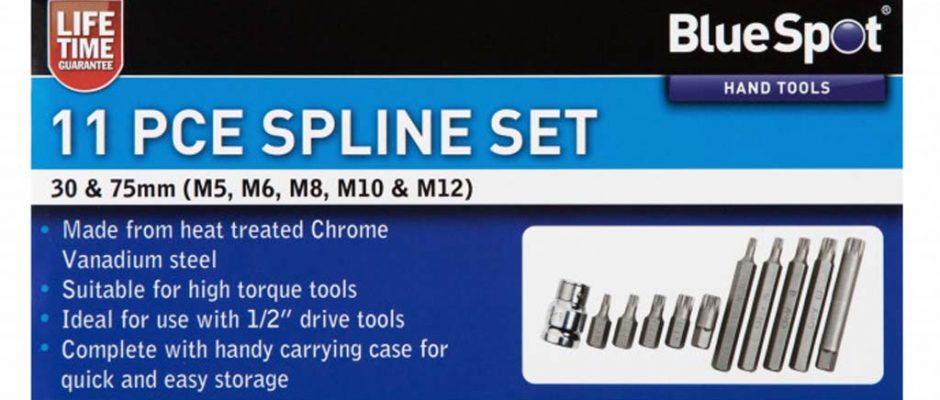 LIFE
TIME
GUARANTEE
BlueSpot®
HAND TOOLS
11 PCE SPLINE SET
30 & 75mm (M5, M6, M8, M10 & M12)
• Made from heat treated Chrome
Vanadium steel
• Suitable for high torque tools
• Ideal for use with 1/2” drive tools
• Complete with handy carrying case for
quick and easy storage